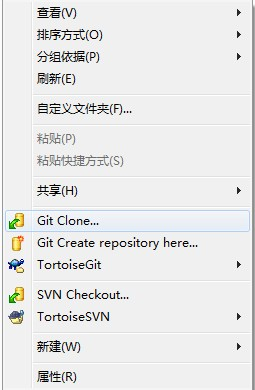 查看(V)
排序方式(O)
分组依据(P)
刷新(E)
自定义文件夹(F)...
粘贴(P)
粘贴快捷方式(S)
共享(H)
Git Clone...
Git Create repository here...
TortoiseGit
SVN Checkout...
TortoiseSVN
新建(W)
属性(R)